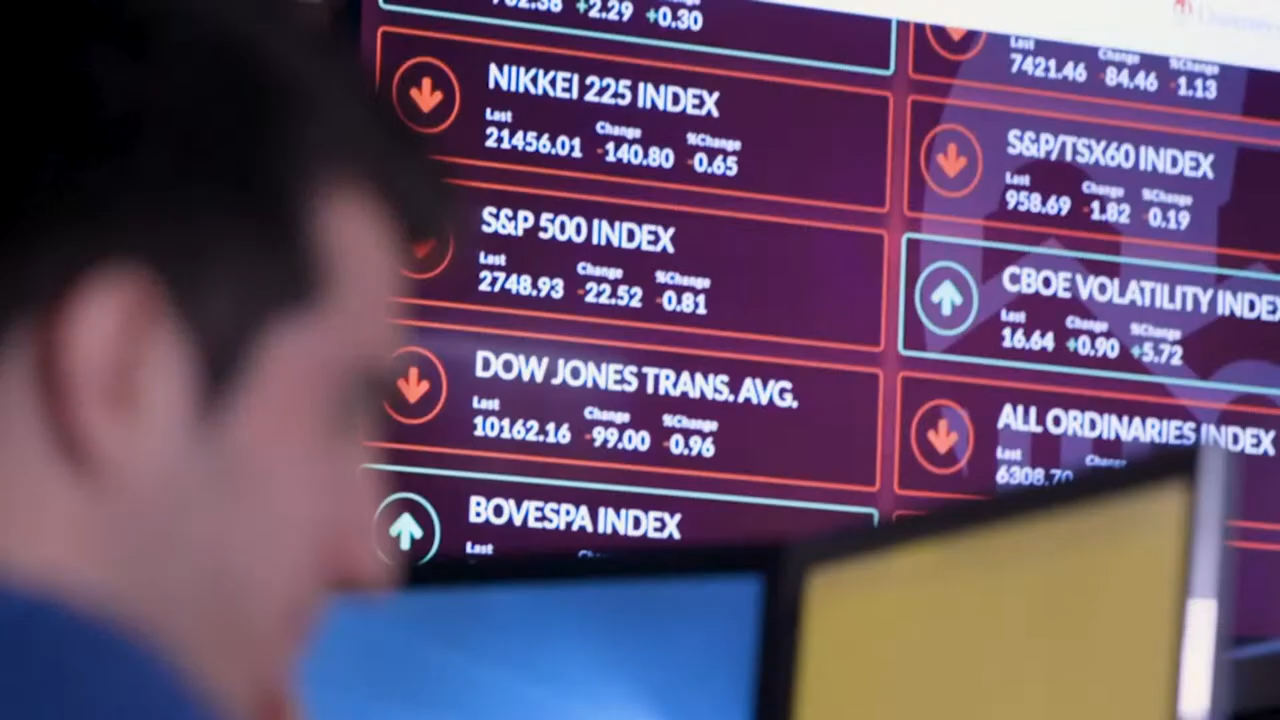 702.58 +2.29 +0.30
NIKKEI 225 INDEX
Last Change %Change
21456.01 -140.80 -0.65
S&P 500 INDEX
Last Change %Change
2748.93 -22.52 -0.81
DOW JONES TRANS. AVG.
Last Change %Change
10162.16 -99.00 -0.96
BOVESPA INDEX
Last
Last Change %Change
7421.46 -84.46 -1.13
S&P/TSX60 INDEX
Last Change %Change
958.69 -1.82 -0.19
CBOE VOLATILITY INDEX
Last Change %Change
16.64 +0.90 +5.72
ALL ORDINARIES INDEX
Last Change
6308.70